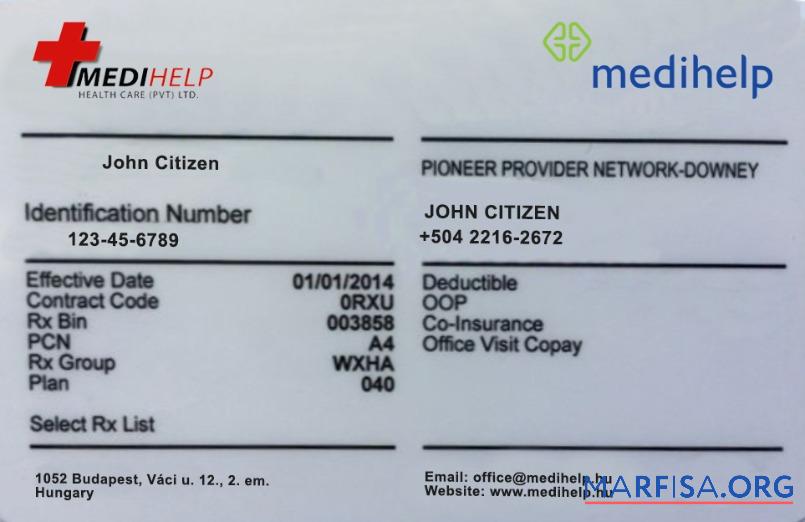 MEDIHELP
HEALTH CARE (PVT) LTD.
medihelp
John Citizen
Identification Number
123-45-6789
PIONEER PROVIDER NETWORK-DOWNEY
JOHN CITIZEN
+504 2216-2672
Effective Date 01/01/2014
Contract Code 0RXU
Rx Bin 003858
PCN A4
Rx Group WXHA
Plan 040
Select Rx List
Deductible
OOP
Co-Insurance
Office Visit Copay
1052 Budapest, Váci u. 12., 2. em.
Hungary
Email: office@medihelp.hu
Website: www.medihelp.hu
MARFISA.ORG